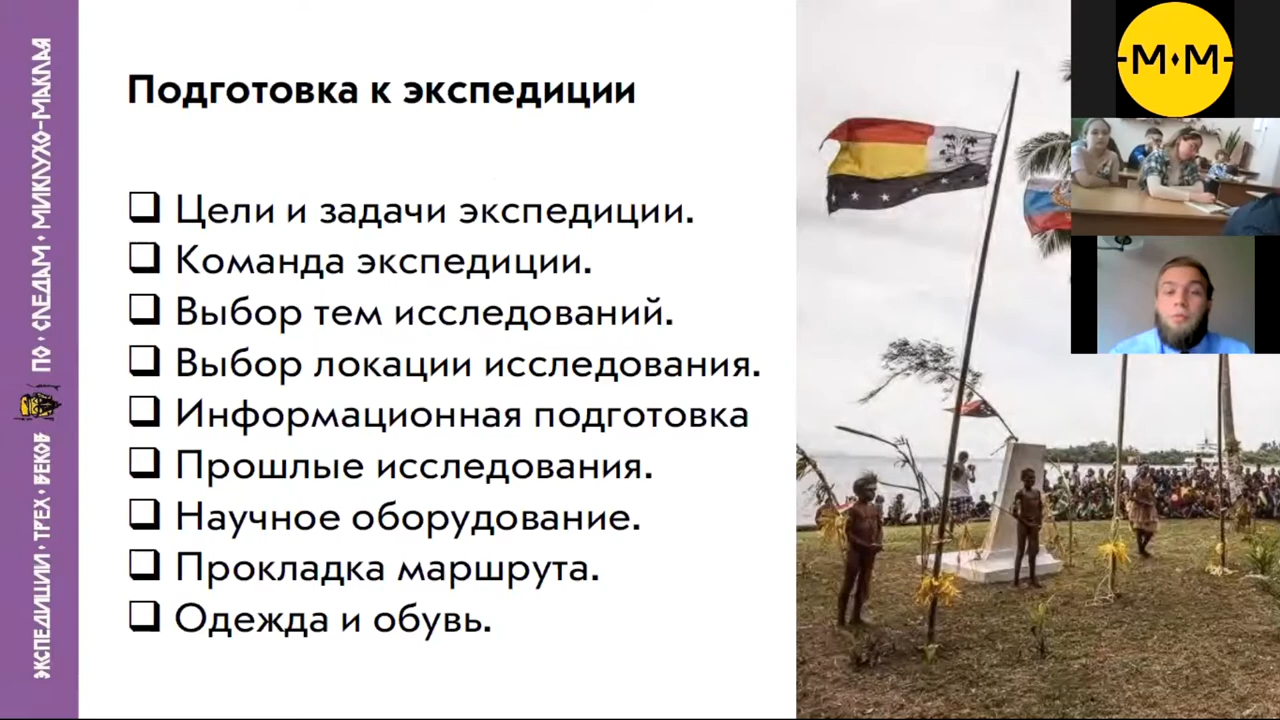 Подготовка к экспедиции
Цели и задачи экспедиции.
Команда экспедиции.
Выбор тем исследований.
Выбор локации исследования.
Информационная подготовка
Прошлые исследования.
Научное оборудование.
Прокладка маршрута.
Одежда и обувь.
ЭКСПЕДИЦИИ • ТРЕХ • ВЕКОВ
ПО • СЛЕДАМ • МИКЛУХО-МАКЛАЯ
-М•М-